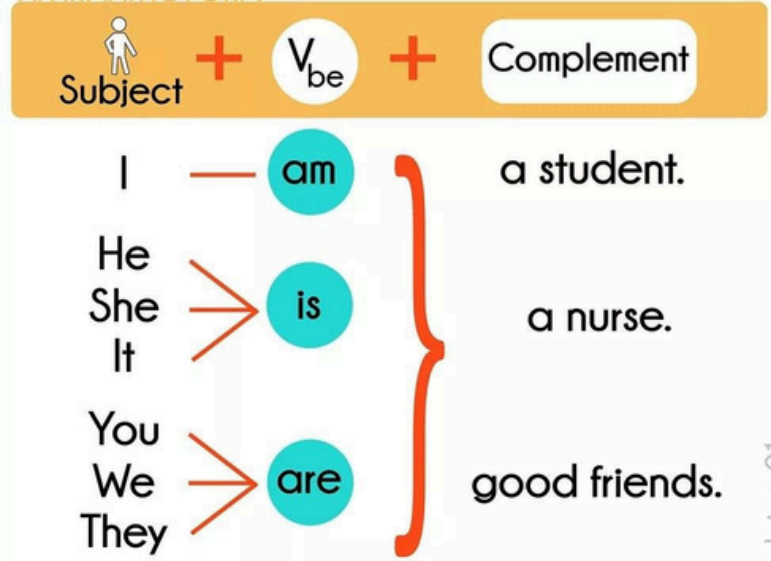 Subject + Vbe + Complement
I am a student.
He
She is a nurse.
It
You
We are good friends.
They